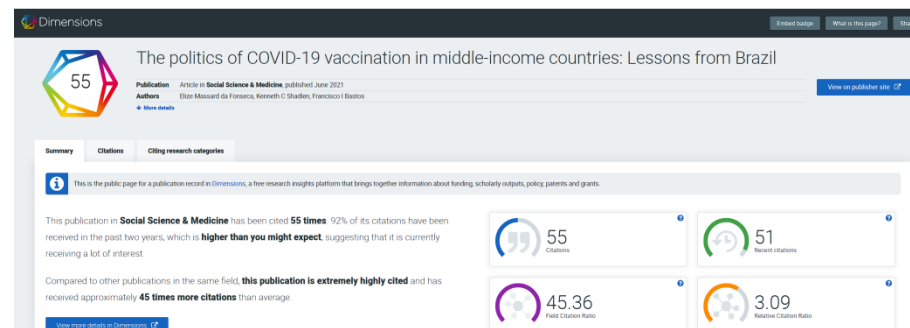 Dimensions
Embed badge
What is this page?
Sha
55
The politics of COVID-19 vaccination in middle-income countries: Lessons from Brazil
Publication Article in Social Science & Medicine, published June 2021
Authors Elize Massard da Fonseca, Kenneth C Shadlen, Francisco I Bastos
More details
View on publisher site
Summary
Citations
Citing research categories
This is the public page for a publication record in Dimensions, a free research insights platform that brings together information about funding, scholarly outputs, policy, patents and grants.
This publication in Social Science & Medicine has been cited 55 times. 92% of its citations have been
received in the past two years, which is higher than you might expect, suggesting that it is currently
receiving a lot of interest.
Compared to other publications in the same field, this publication is extremely highly cited and has
received approximately 45 times more citations than average.
View more details in Dimensions
55
Citations
51
Recent citations
45.36
Field Citation Ratio
3.09
Relative Citation Ratio